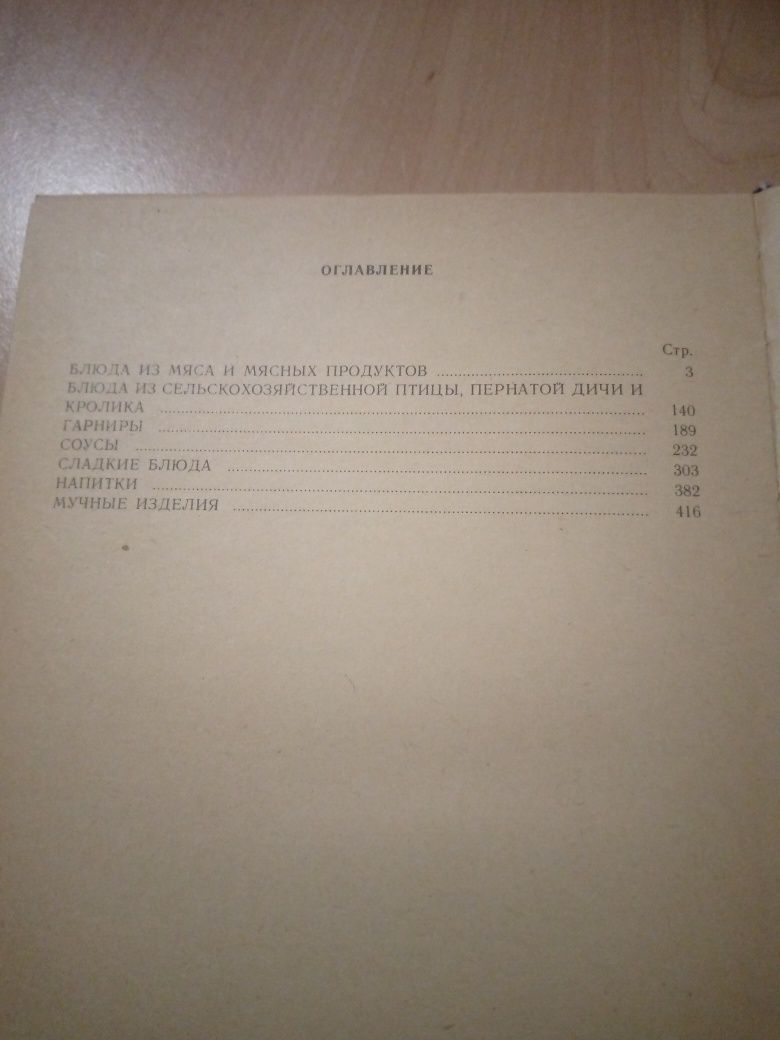 ОГЛАВЛЕНИЕ
Стр.
БЛЮДА ИЗ МЯСА И МЯСНЫХ ПРОДУКТОВ ........ 3
БЛЮДА ИЗ СЕЛЬСКОХОЗЯЙСТВЕННОЙ ПТИЦЫ, ПЕРНАТОЙ ДИЧИ И
КРОЛИКА ........ 140
ГАРНИРЫ ........ 189
СОУСЫ ........ 232
СЛАДКИЕ БЛЮДА ........ 303
НАПИТКИ ........ 382
МУЧНЫЕ ИЗДЕЛИЯ ........ 416